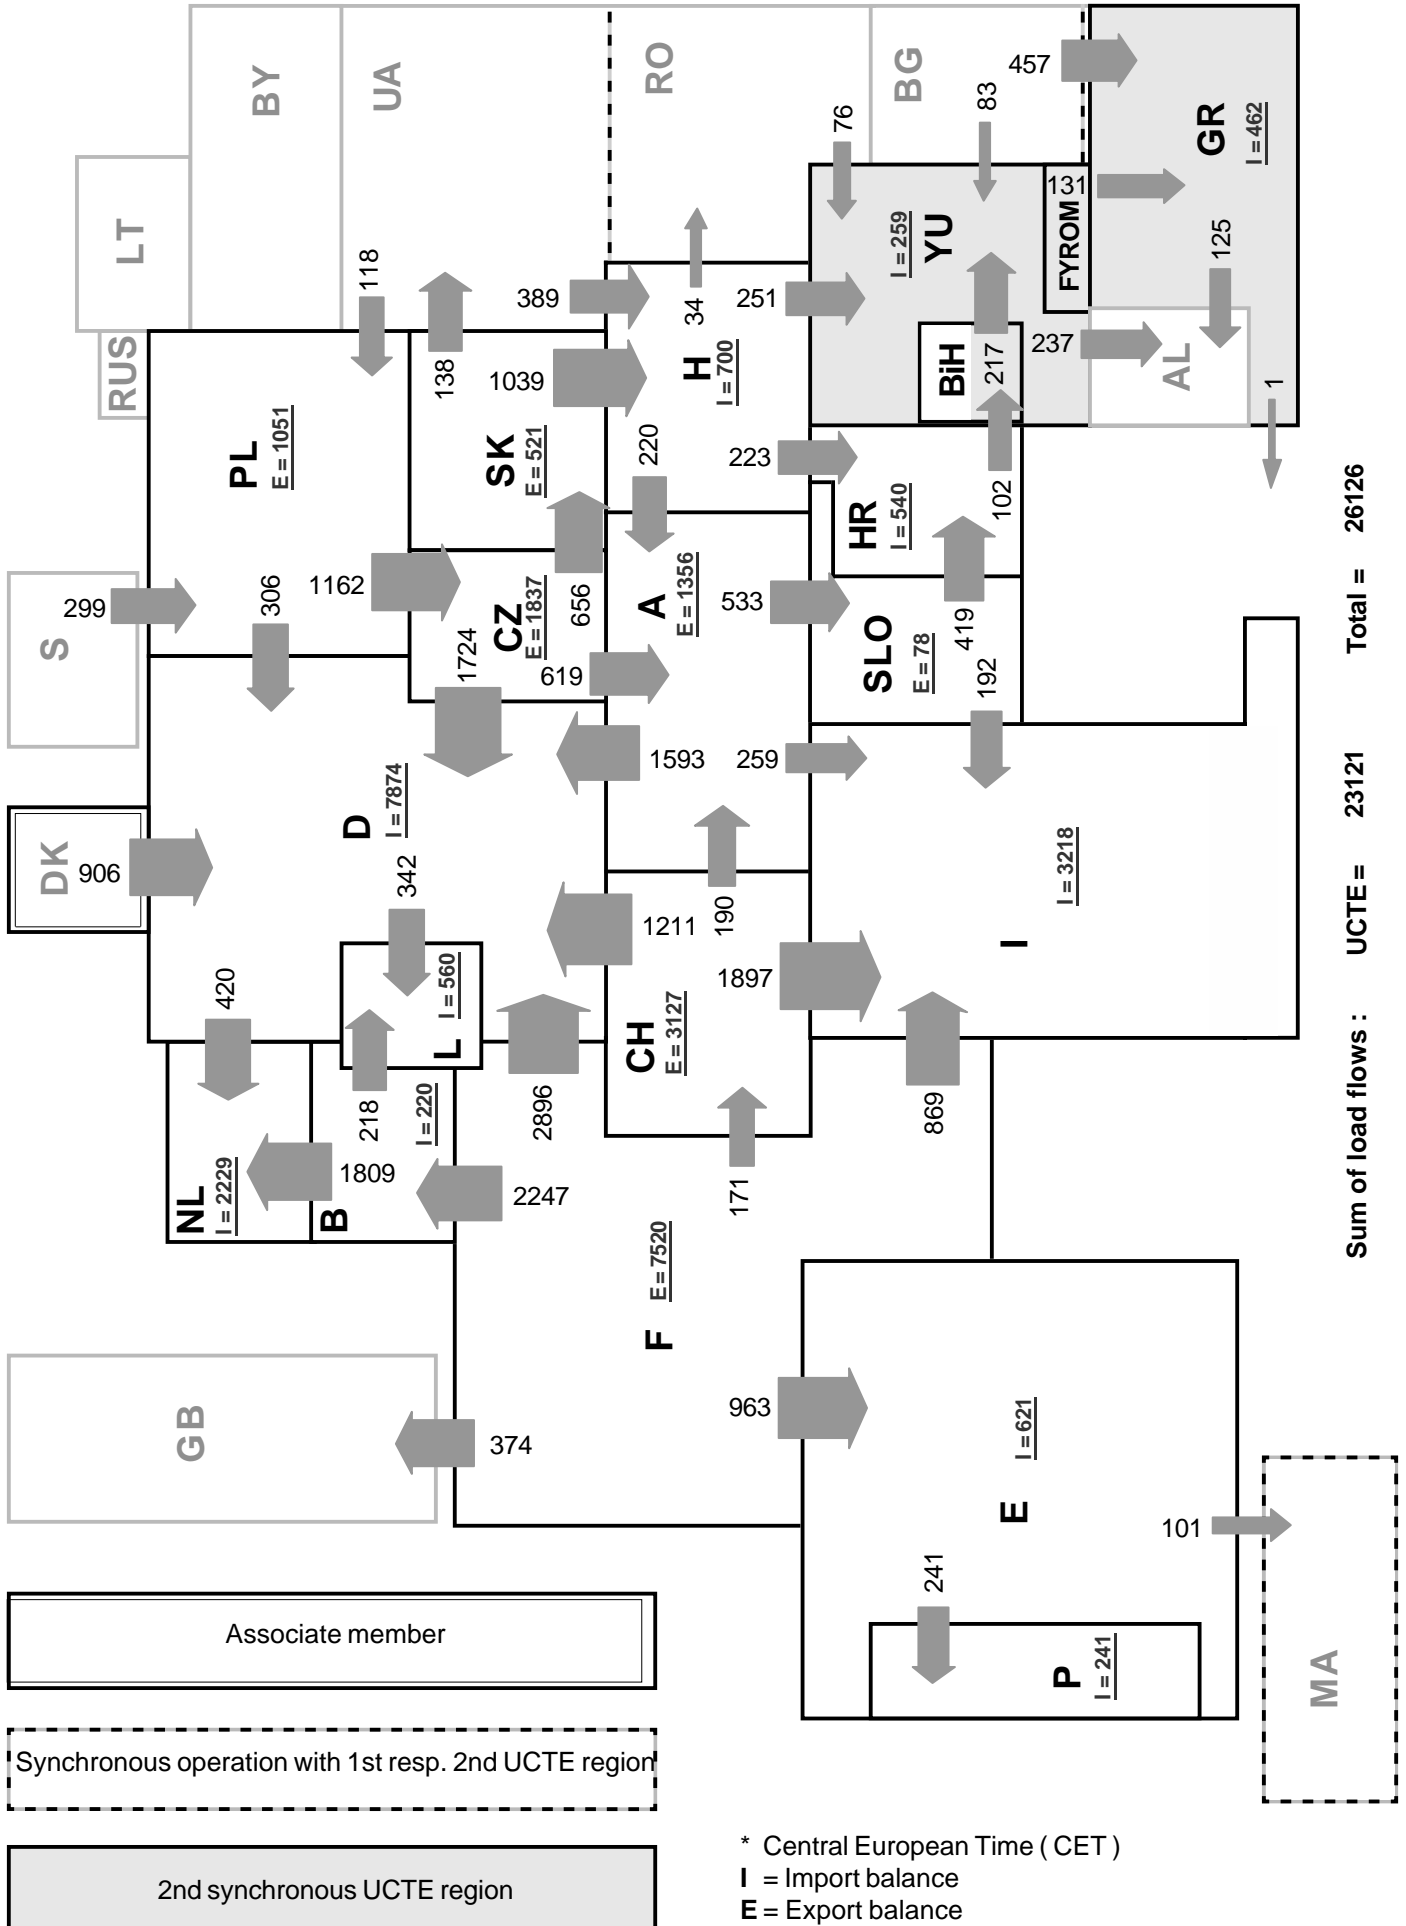 BY
UA
RO
BG
457
GR
I = 462
LT
118
76
83
131
FYROM
125
RUS
138
389
34
251
I = 259
YU
237
AL
1
PL
E = 1051
1039
SK
E = 521
H
I = 700
BiH
217
220
223
102
S
299
306
1162
CZ
E = 1837
656
A
E = 1356
533
HR
I = 540
1724
619
SLO
E = 78
419
192
1593
259
DK
906
D
I = 7874
342
1211
190
I = 3218
I
420
L
I = 560
CH
E = 3127
1897
218
I = 220
2896
869
NL
I = 2229
1809
B
2247
171
F
E = 7520
GB
374
963
E
I = 621
101
241
P
I = 241
MA
Sum of load flows : UCTE = 23121 Total = 26126
Associate member
Synchronous operation with 1st resp. 2nd UCTE region
2nd synchronous UCTE region
* Central European Time ( CET )
I = Import balance
E = Export balance